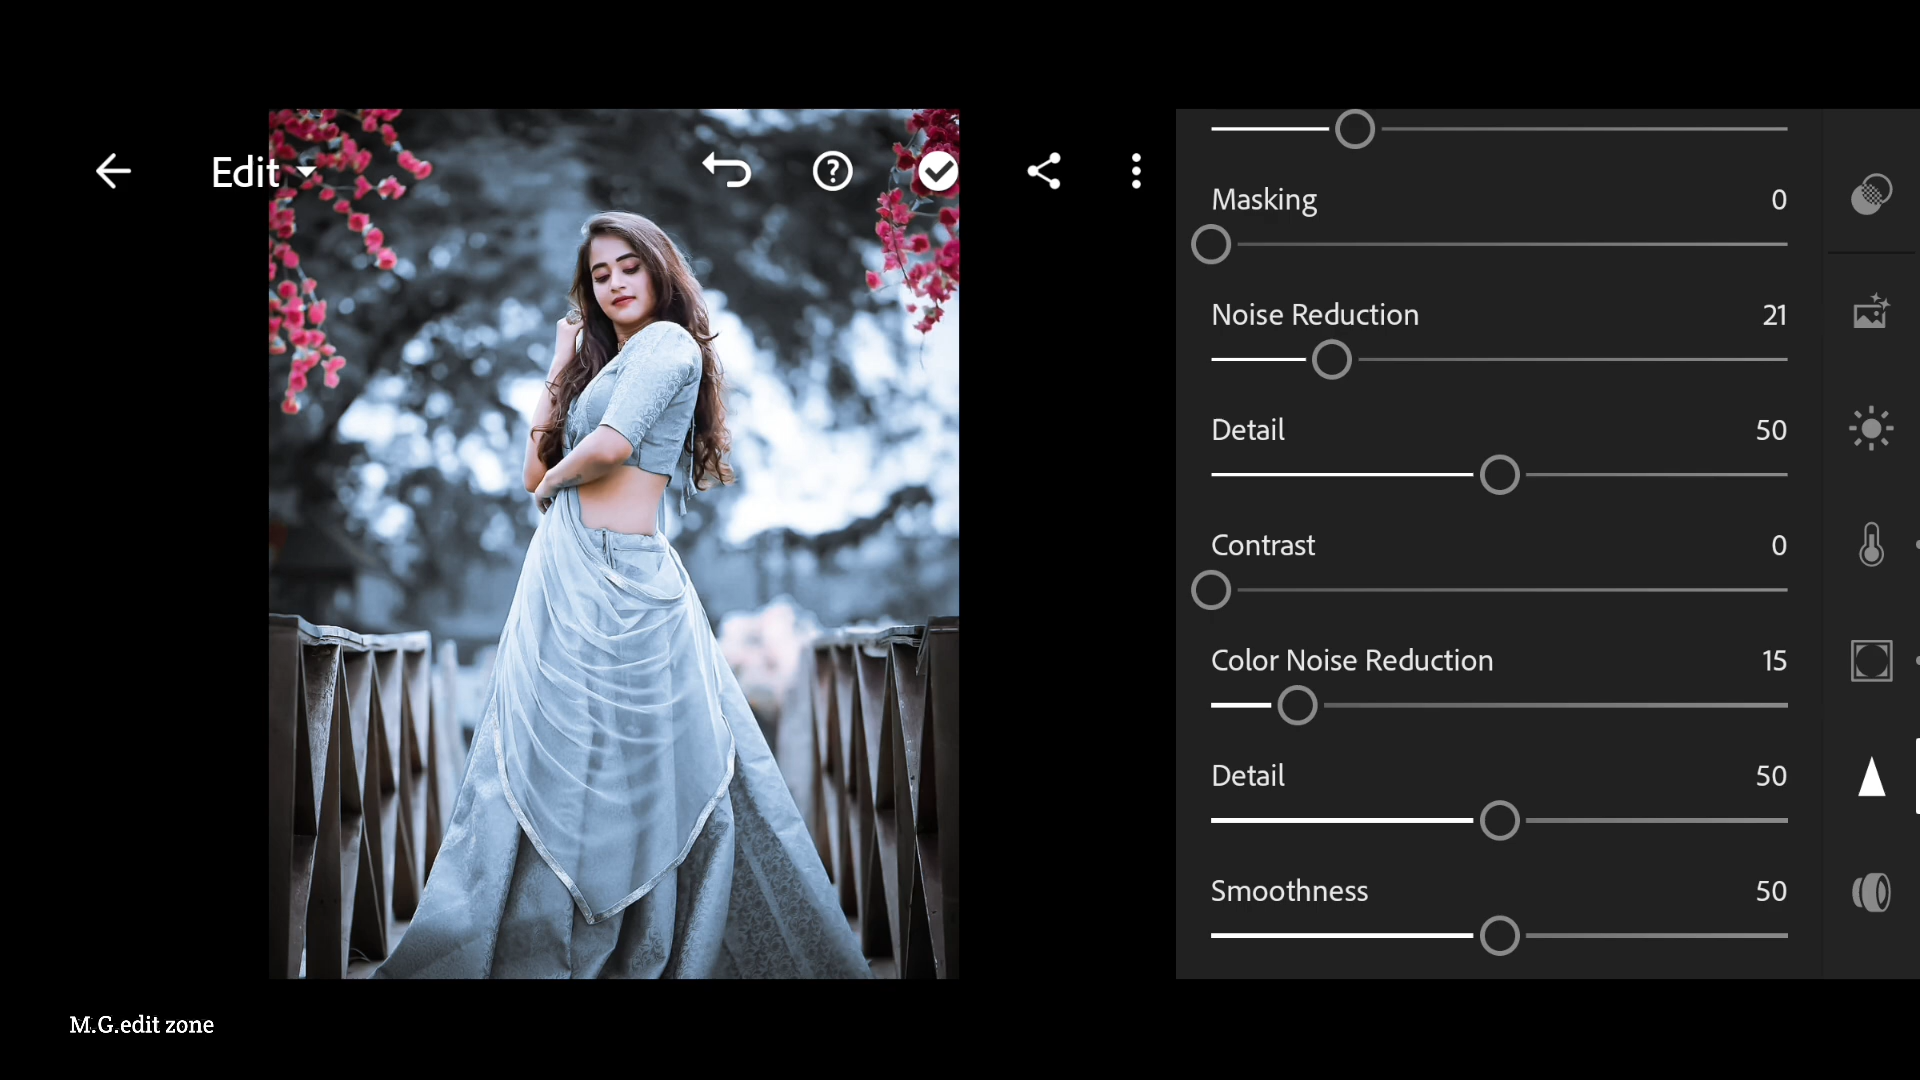 Edit
Masking 0
Noise Reduction 21
Detail 50
Contrast 0
Color Noise Reduction 15
Detail 50
Smoothness 50
M.G.edit zone